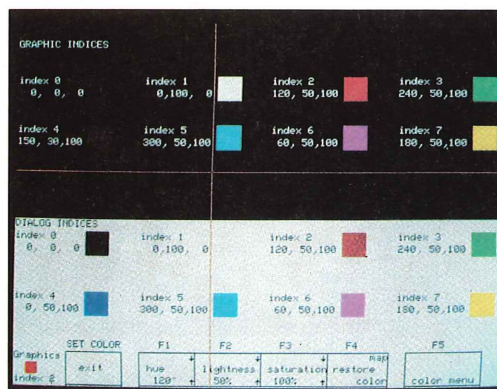 GRAPHIC INDICES
index 0 index 1 index 2 index 3
0, 0, 0 0,100, 0 120, 50,100 240, 50,100
index 4 index 5 index 6 index 7
150, 30,100 300, 50,100 60, 50,100 180, 50,100
DIALOG INDICES
index 0 index 1 index 2 index 3
0, 0, 0 0,100, 0 120, 50,100 240, 50,100
index 4 index 5 index 6 index 7
0, 50,100 300, 50,100 60, 50,100 180, 50,100
SET COLOR F1 F2 F3 F4 F5
Graphics exit hue lightness saturation map restore color color menu
index 2 120° 50% 100%